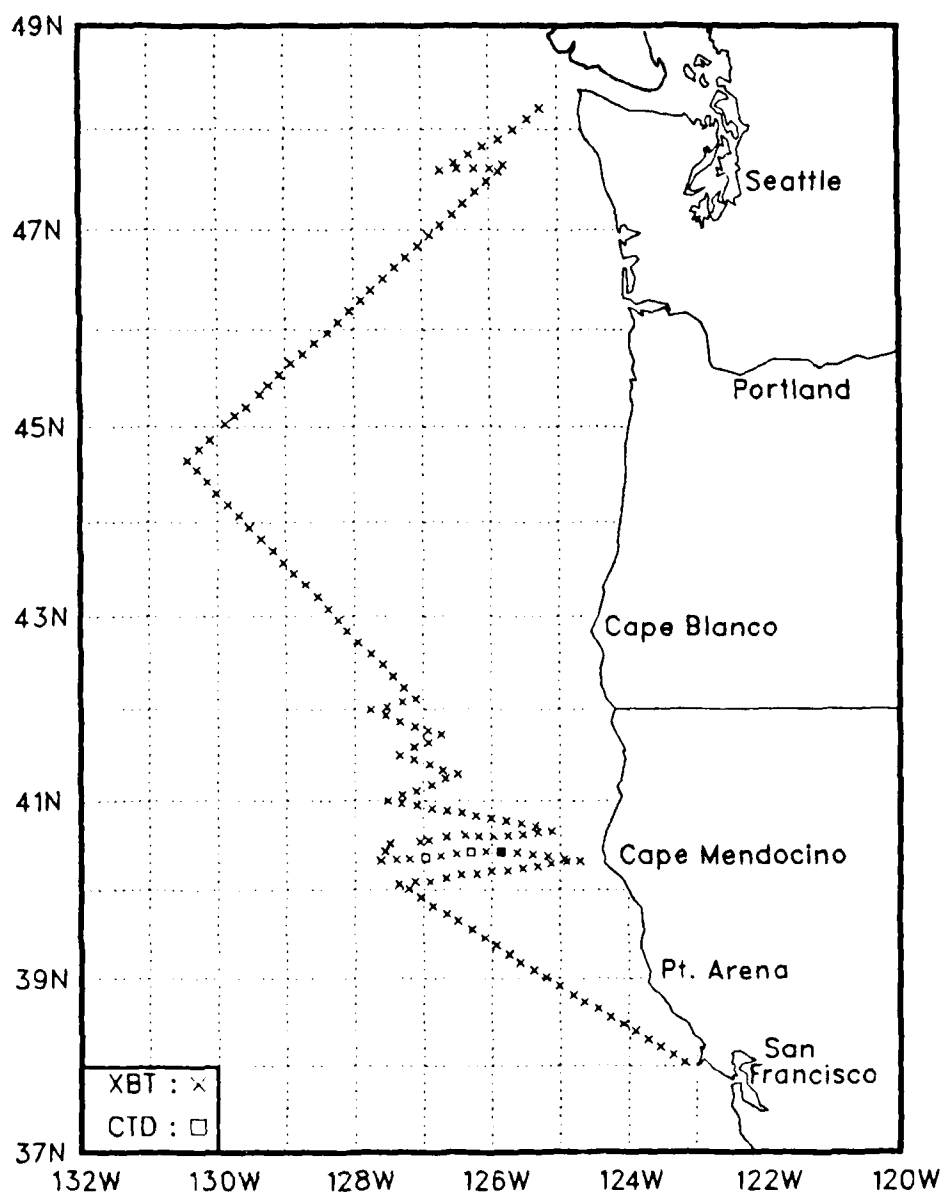 49N
Seattle
47N
Portland
45N
43N
Cape Blanco
41N
Cape Mendocino
39N
Pt. Arena
San
Francisco
XBT : ×
CTD : □
37N
132W 130W 128W 126W 124W 122W 120W